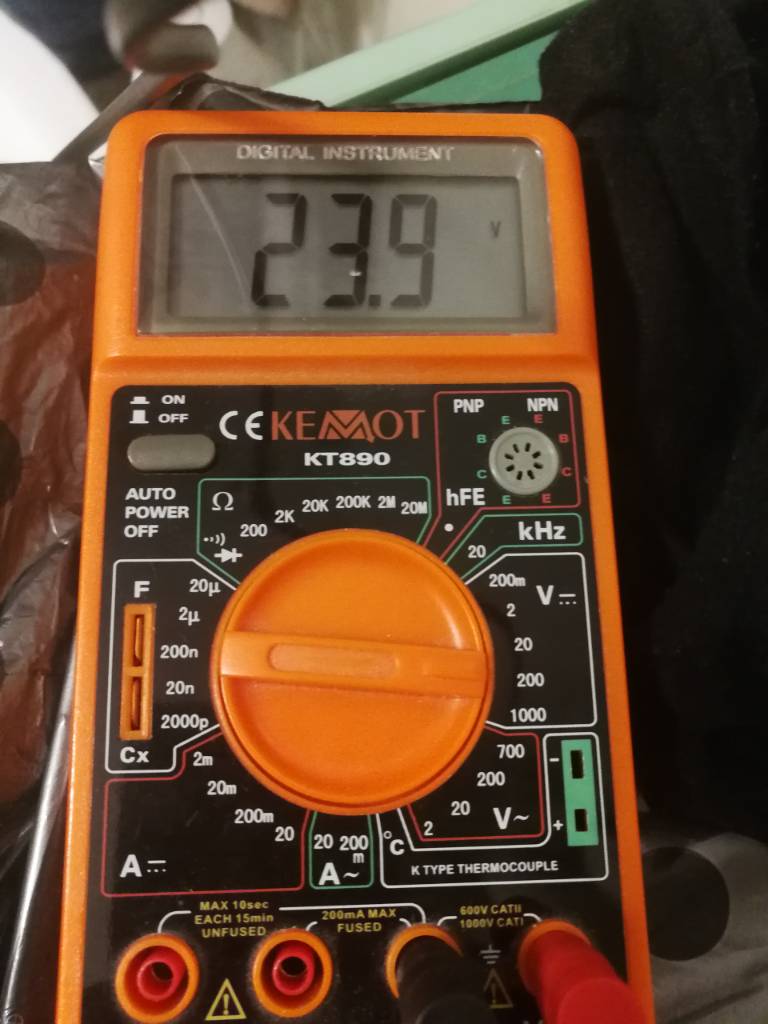 DIGITAL INSTRUMENT
23.9 V
ON
OFF
CE KEMOT
KT890
PNP NPN
E E
B B
C C
E E
hFE
AUTO
POWER
OFF
Ω
200 2K 20K 200K 2M 20M
kHz
20
F
20μ
2μ
200n
20n
2000p
Cx
200m V
2
20
200
1000
2m
20m
200m
20
A
20 200
m
A~
°C
K TYPE THERMOCOUPLE
700
200
20
2
V~
-
+
MAX 10sec
EACH 15min
UNFUSED
200mA MAX
FUSED
600V CATII
1000V CATI